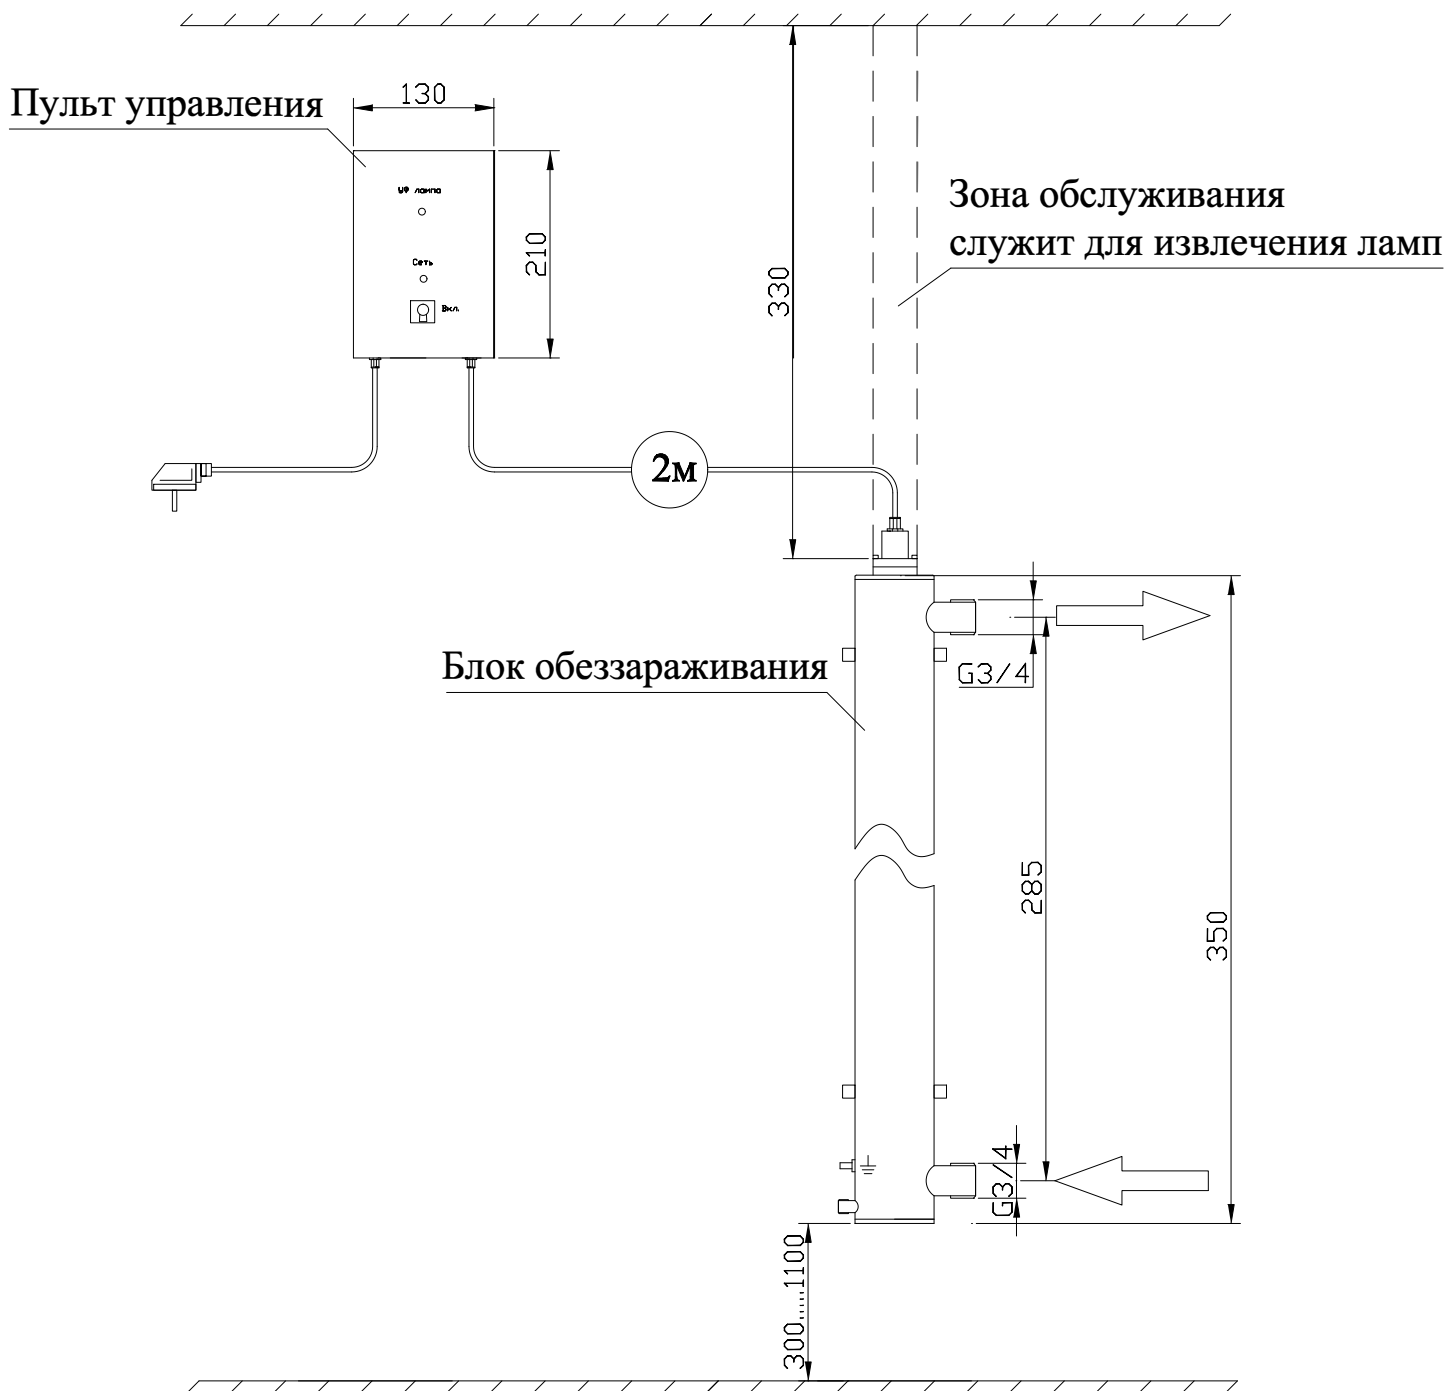 130
Пульт управления
УФ лампа
Сеть
Вкл.
210
330
Зона обслуживания
служит для извлечения ламп
2м
Блок обеззараживания
G3/4
285
350
G3/4
300.....1100